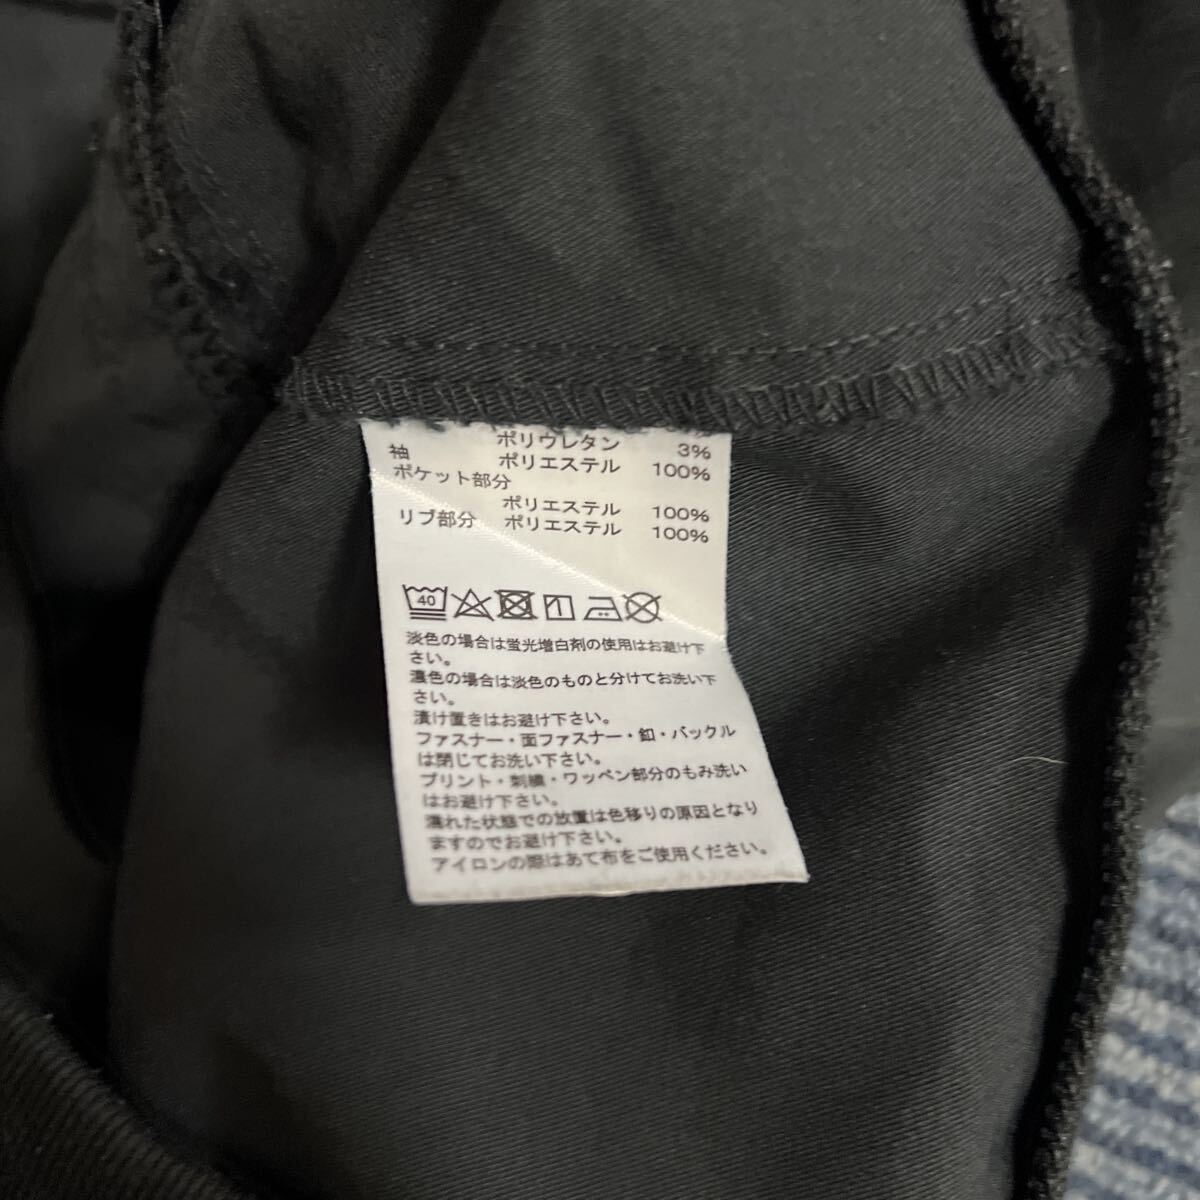 ポリウレタン 3%
袖 ポリエステル 100%
ポケット部分
ポリエステル 100%
リブ部分 ポリエステル 100%
40
淡色の場合は蛍光増白剤の使用はお避け下
さい。
濃色の場合は淡色のものと分けてお洗い下
さい。
漬け置きはお避け下さい。
ファスナー・面ファスナー・釦・バックル
は閉じてお洗い下さい。
プリント・刺繍・ワッペン部分のもみ洗い
はお避け下さい。
濡れた状態での放置は色移りの原因となり
ますのでお避け下さい。
アイロンの際はあて布をご使用ください。